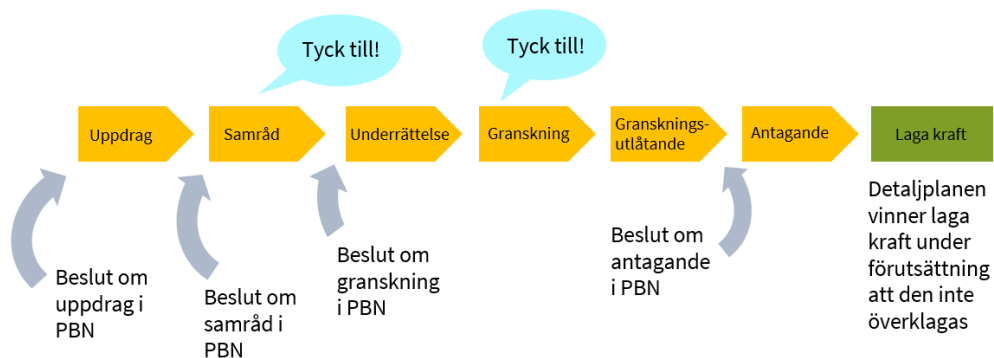 Tyck till!
Tyck till!
Uppdrag
Samråd
Underrättelse
Granskning
Gransknings-
utlåtande
Antagande
Laga kraft
Beslut om
uppdrag i
PBN
Beslut om
samråd i
PBN
Beslut om
granskning
i PBN
Beslut om
antagande
i PBN
Detaljplanen
vinner laga
kraft under
förutsättning
att den inte
överklagas